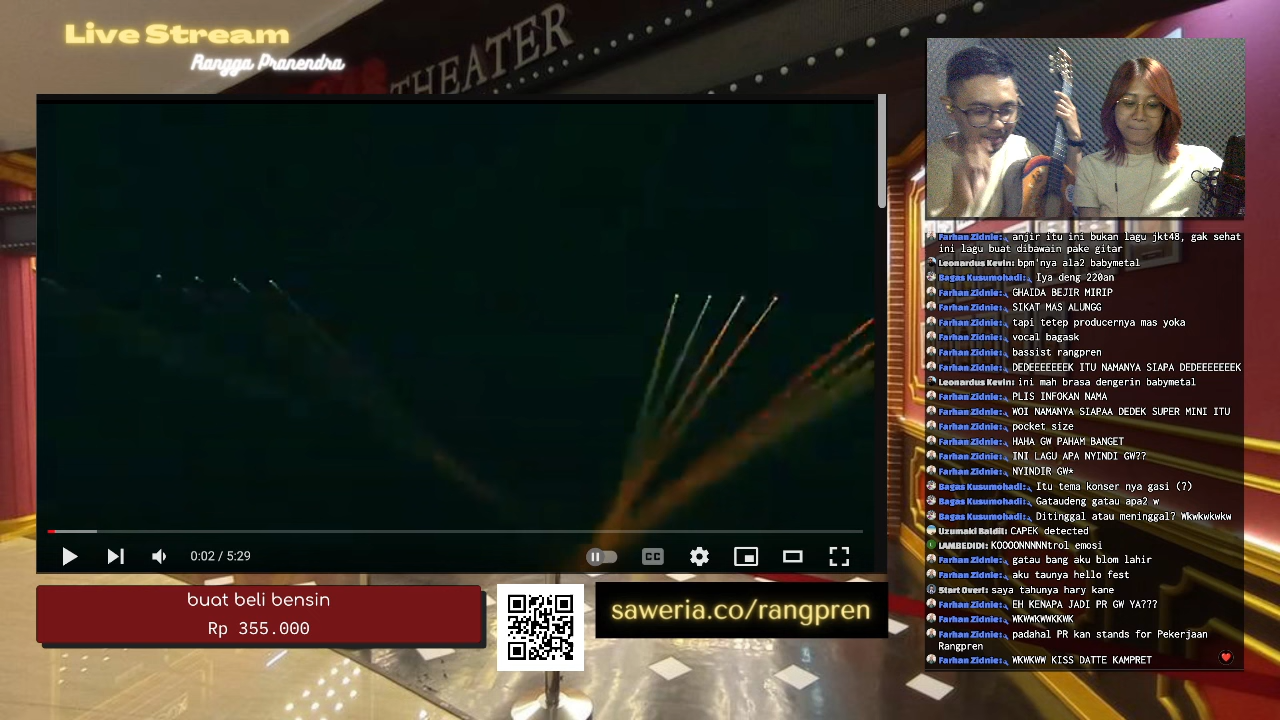 Live Stream
Rangga Pranendra
THEATER
0:02 / 5:29
CC
buat beli bensin
Rp 355.000
saweria.co/rangpren
Farhan Zidnie: anjir itu ini bukan lagu jkt48, gak sehat
ini lagu buat dibawain pake gitar
Leonardus Kevin: bpm'nya ala2 babymetal
Bagas Kusumohadi: Iya deng 220an
Farhan Zidnie: GHAIDA BEJIR MIRIP
Farhan Zidnie: SIKAT MAS ALUNGG
Farhan Zidnie: tapi tetep producernya mas yoka
Farhan Zidnie: vocal bagask
Farhan Zidnie: bassist rangpren
Farhan Zidnie: DEDEEEEEEEK ITU NAMANYA SIAPA DEDEEEEEEEK
Leonardus Kevin: ini mah brasa dengerin babymetal
Farhan Zidnie: PLIS INFOKAN NAMA
Farhan Zidnie: WOI NAMANYA SIAPAA DEDEK SUPER MINI ITU
Farhan Zidnie: pocket size
Farhan Zidnie: HAHA GW PAHAM BANGET
Farhan Zidnie: INI LAGU APA NYINDI GW??
Farhan Zidnie: NYINDIR GW*
Bagas Kusumohadi: Itu tema konser nya gasi (?)
Bagas Kusumohadi: Gataudeng gatau apa2 w
Bagas Kusumohadi: Ditinggal atau meninggal? Wkwkwkwkw
Uzumaki Baldil: CAPEK detected
LAMBEDIDI: KOOONNNNNtrol emosi
Farhan Zidnie: gatau bang aku blom lahir
Farhan Zidnie: aku taunya hello fest
Start Over!: saya tahunya hary kane
Farhan Zidnie: EH KENAPA JADI PR GW YA???
Farhan Zidnie: WKWWKWWKKWK
Farhan Zidnie: padahal PR kan stands for Pekerjaan
Rangpren
Farhan Zidnie: WKWKWW KISS DATTE KAMPRET